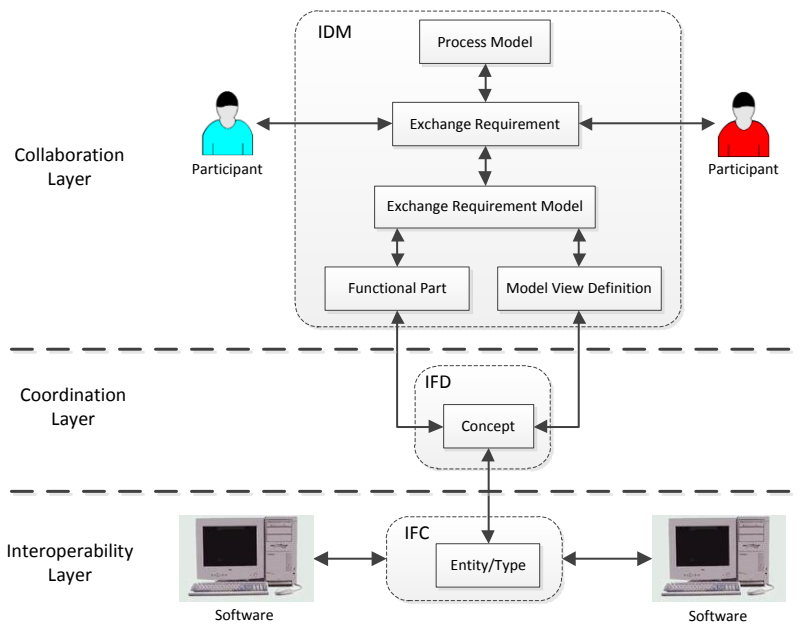 IDM
Process Model
Exchange Requirement
Participant
Participant
Collaboration
Layer
Exchange Requirement Model
Functional Part
Model View Definition
IFD
Coordination
Layer
Concept
IFC
Interoperability
Layer
Entity/Type
Software
Software